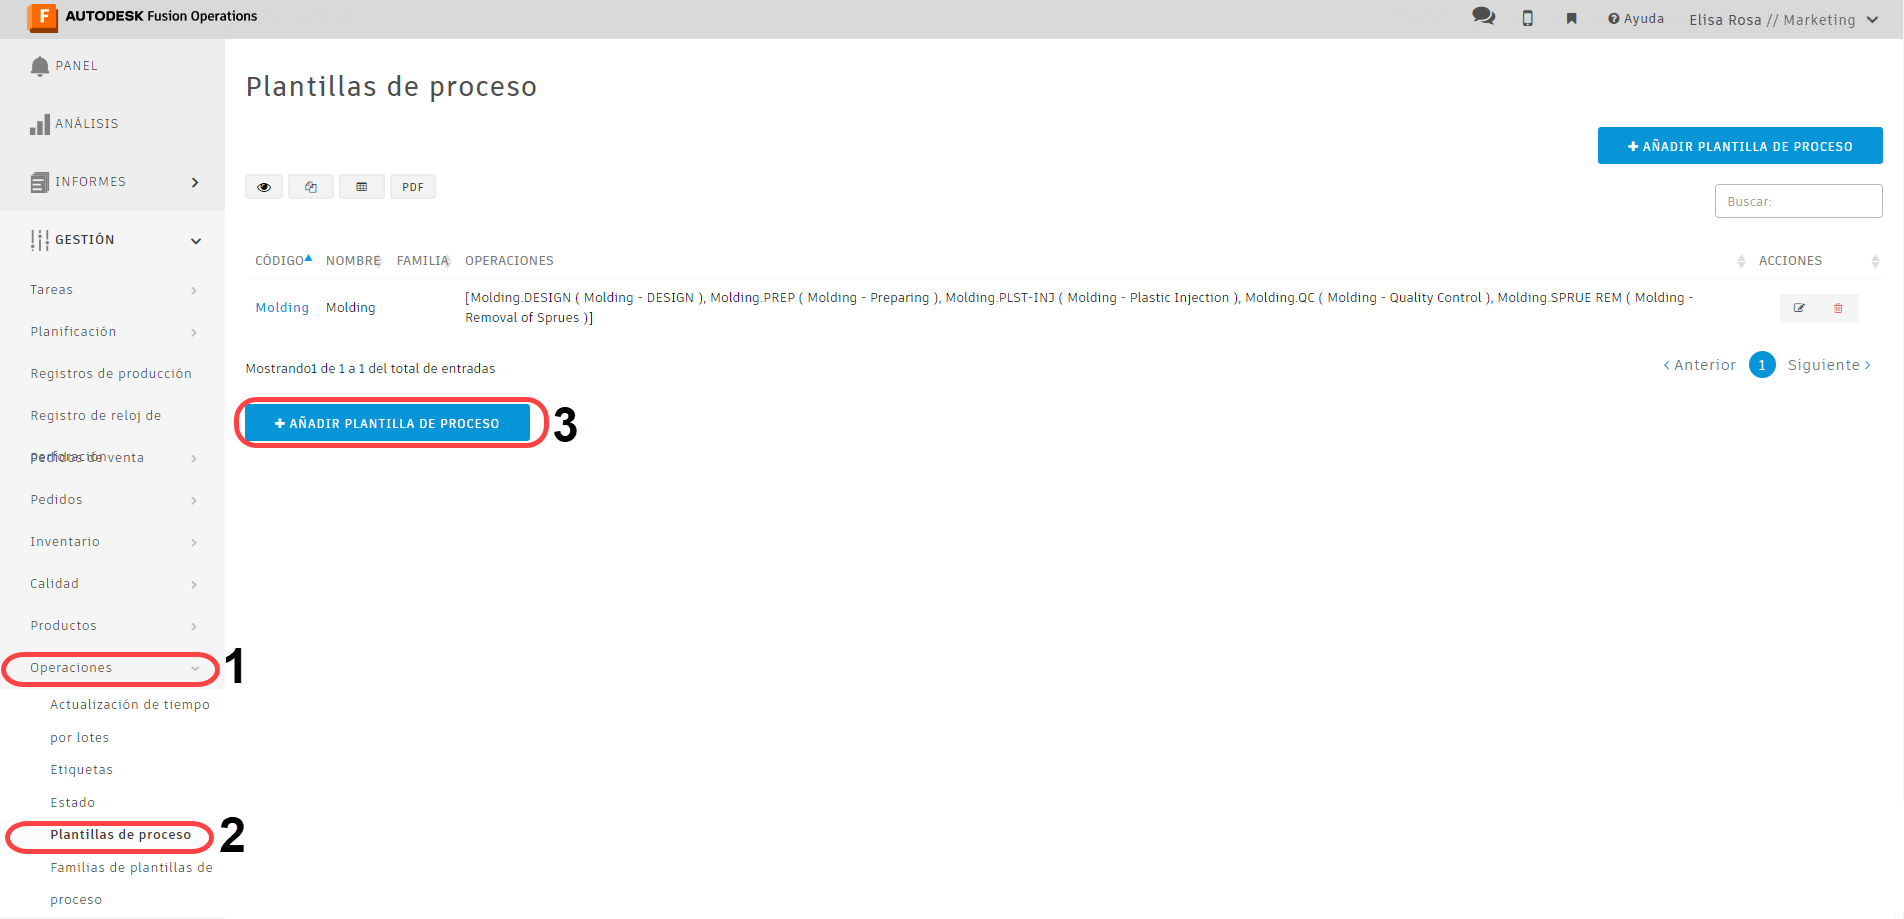 AUTODESK Fusion Operations
Ayuda
Elisa Rosa // Marketing
PANEL
ANÁLISIS
INFORMES
GESTIÓN
Tareas
Planificación
Registros de producción
Registro de reloj de
perforación
Pedidos de venta
Pedidos
Inventario
Calidad
Productos
Operaciones
1
Actualización de tiempo
por lotes
Etiquetas
Estado
Plantillas de proceso
2
Familias de plantillas de
proceso
Plantillas de proceso
+ AÑADIR PLANTILLA DE PROCESO
PDF
Buscar:
CÓDIGO NOMBRE FAMILIA OPERACIONES ACCIONES
Molding Molding [Molding.DESIGN ( Molding - DESIGN ), Molding.PREP ( Molding - Preparing ), Molding.PLST-INJ ( Molding - Plastic Injection ), Molding.QC ( Molding - Quality Control ), Molding.SPRUE REM ( Molding -
Removal of Sprues )]
Mostrando1 de 1 a 1 del total de entradas
‹ Anterior 1 Siguiente ›
+ AÑADIR PLANTILLA DE PROCESO
3